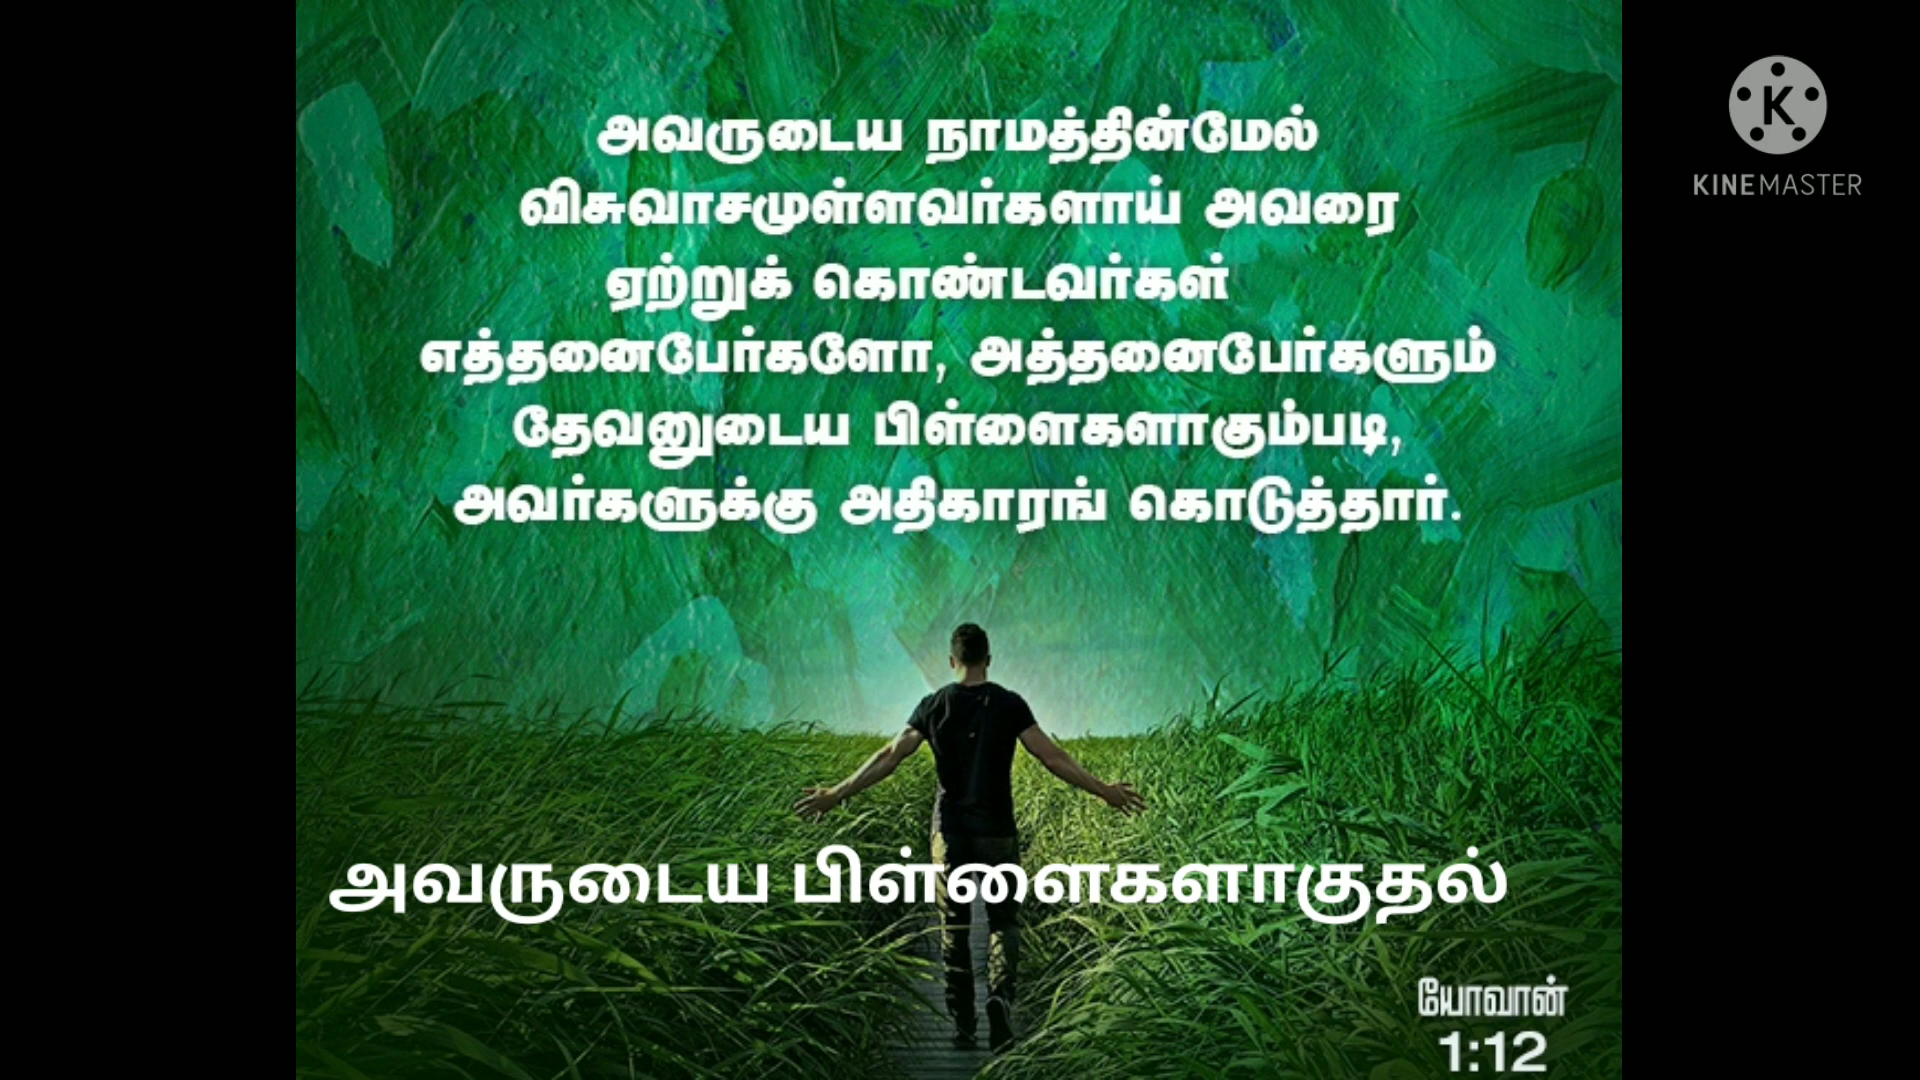 அவருடைய நாமத்தின்மேல்
விசுவாசமுள்ளவர்களாய் அவரை
ஏற்றுக் கொண்டவர்கள்
எத்தனைபேர்களோ, அத்தனைபேர்களும்
தேவனுடைய பிள்ளைகளாகும்படி,
அவர்களுக்கு அதிகாரங் கொடுத்தார்.
அவருடைய பிள்ளைகளாகுதல்
யோவான்
1:12
K
KINEMASTER